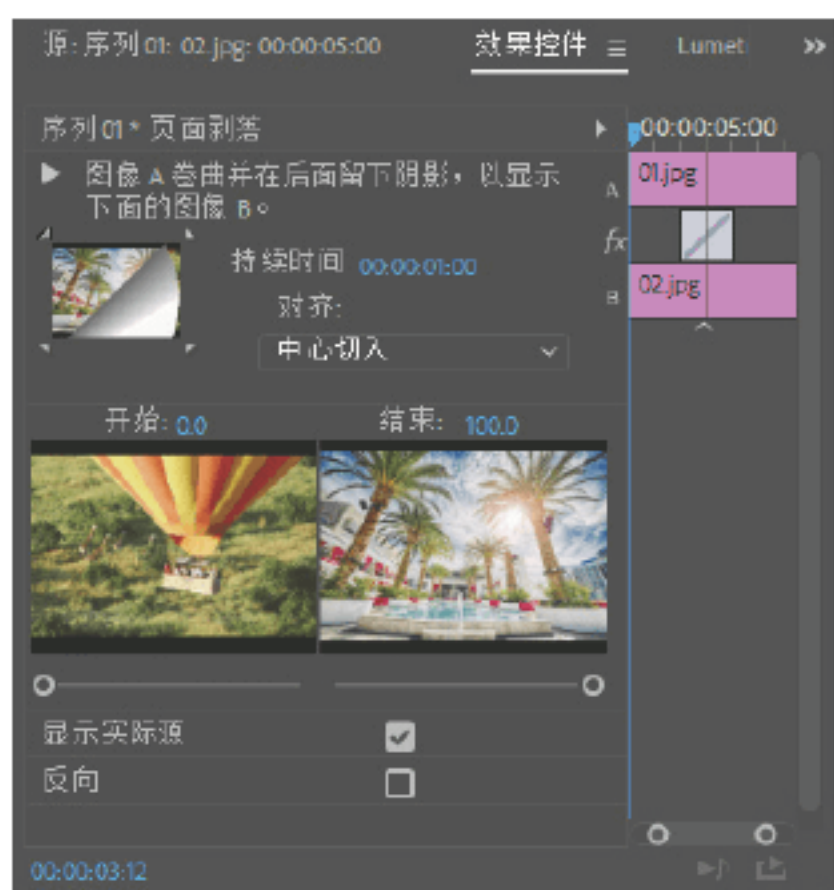 源: 序列 01: 02.jpg: 00:00:05:00 效果控件 ≡ Lumet »
序列 01 * 页面剥落 00:00:05:00
图像 A 卷曲并在后面留下阴影，以显示
下面的图像 B。
A 01.jpg
持续时间 00:00:01:00
fx
对齐:
B 02.jpg
中心切入
开始: 0.0 结束: 100.0
显示实际源
反向
00:00:03:12